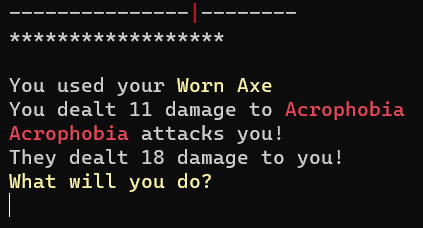 ---------------|--------
******************
You used your Worn Axe
You dealt 11 damage to Acrophobia
Acrophobia attacks you!
They dealt 18 damage to you!
What will you do?